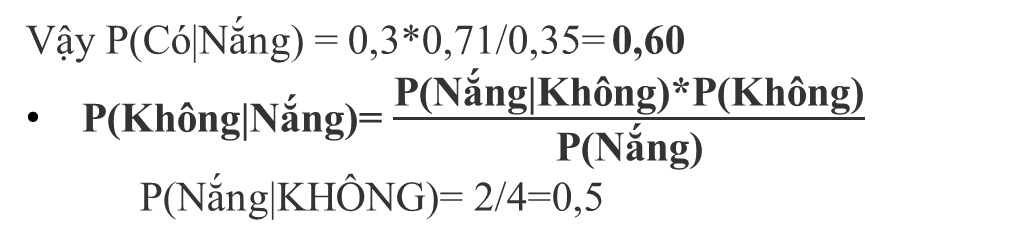 Vậy P(Có|Nắng) = 0,3*0,71/0,35= 0,60
• P(Không|Nắng)= P(Nắng|Không)*P(Không)
P(Nắng)
P(Nắng|KHÔNG)= 2/4=0,5